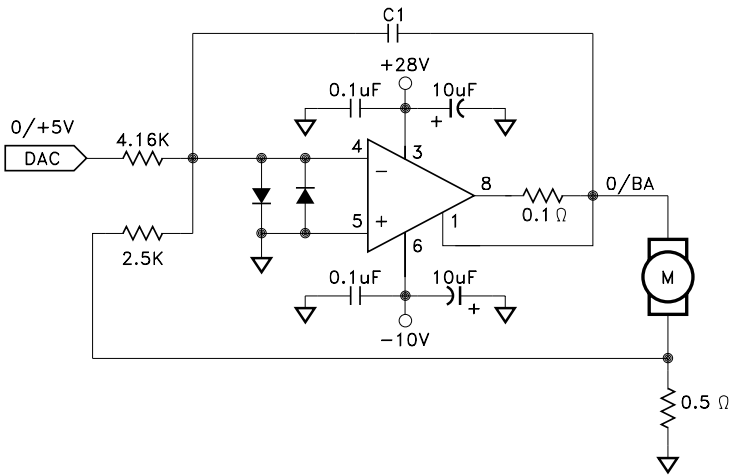 C1
+28V
0.1uF
10uF
+
0/+5V
DAC
4.16K
4
3
−
8
0/BA
5
+
1
0.1 Ω
2.5K
6
M
0.1uF
10uF
+
−10V
0.5 Ω